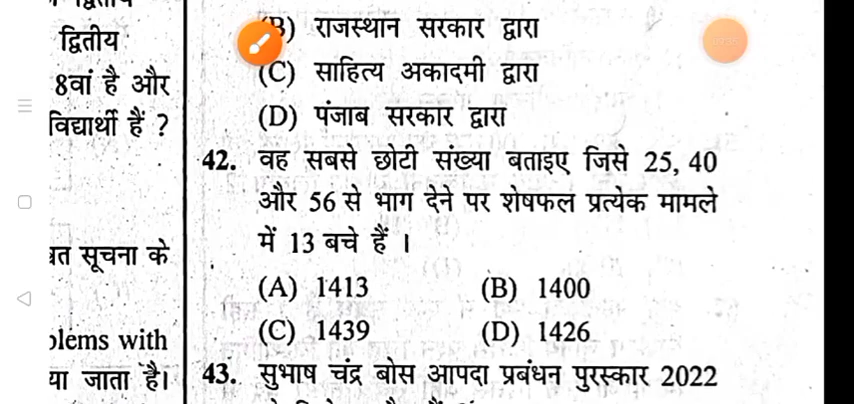 द्वितीय
8वां है और
विद्यार्थी हैं ?
सूचना के
plems with
या जाता है।
(B) राजस्थान सरकार द्वारा
(C) साहित्य अकादमी द्वारा
(D) पंजाब सरकार द्वारा
42. वह सबसे छोटी संख्या बताइए जिसे 25, 40
और 56 से भाग देने पर शेषफल प्रत्येक मामले
में 13 बचे हैं ।
(A) 1413 (B) 1400
(C) 1439 (D) 1426
43. सुभाष चंद्र बोस आपदा प्रबंधन पुरस्कार 2022